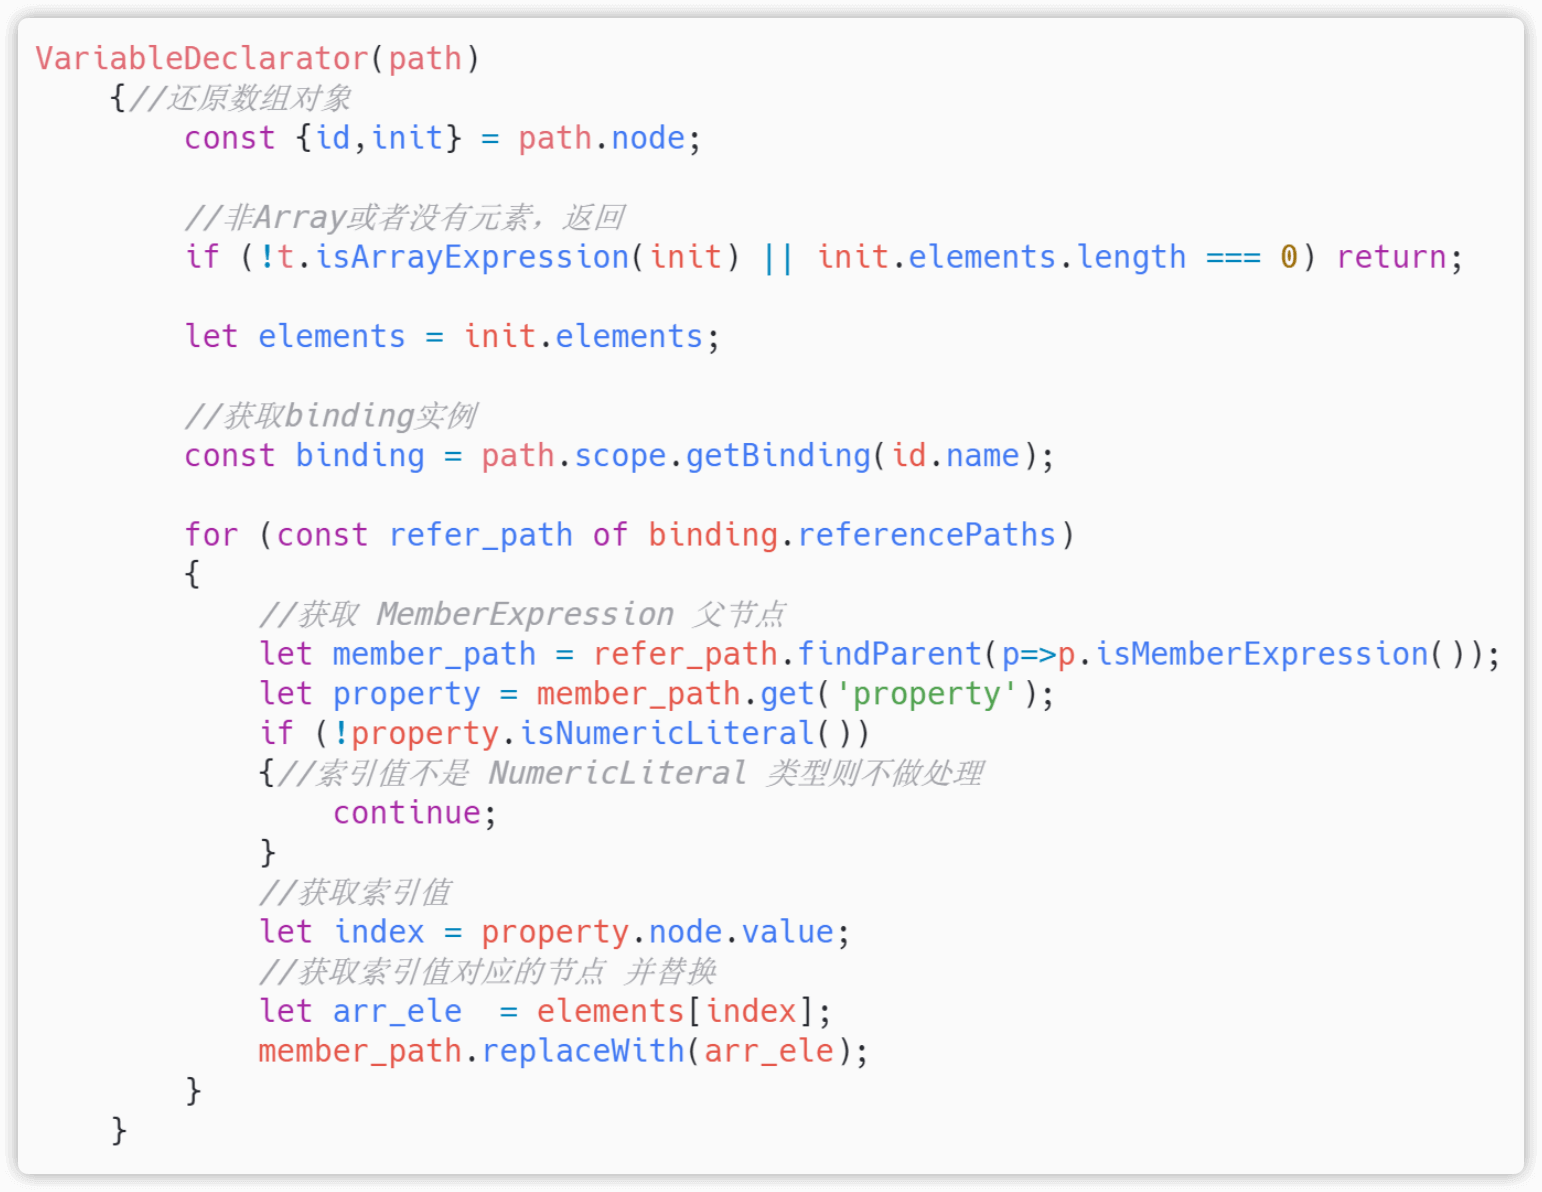 VariableDeclarator(path)
    {//还原数组对象
        const {id,init} = path.node;

        //非Array或者没有元素，返回
        if (!t.isArrayExpression(init) || init.elements.length === 0) return;

        let elements = init.elements;

        //获取binding实例
        const binding = path.scope.getBinding(id.name);

        for (const refer_path of binding.referencePaths)
        {
            //获取 MemberExpression 父节点
            let member_path = refer_path.findParent(p=>p.isMemberExpression());
            let property = member_path.get('property');
            if (!property.isNumericLiteral())
            {//索引值不是 NumericLiteral 类型则不做处理
                continue;
            }
            //获取索引值
            let index = property.node.value;
            //获取索引值对应的节点 并替换
            let arr_ele  = elements[index];
            member_path.replaceWith(arr_ele);
        }
    }